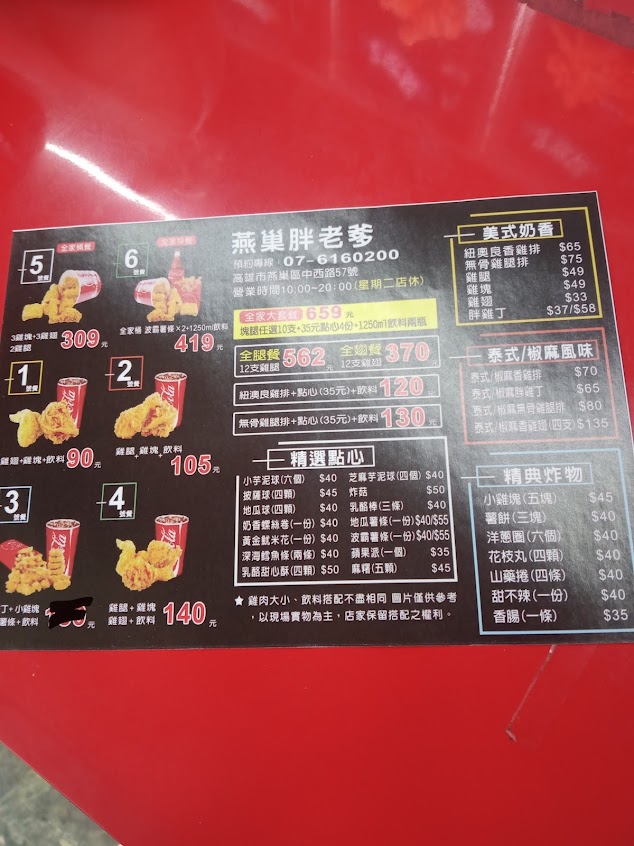 燕巢胖老爹
預約專線:07-6160200
高雄市燕巢區中西路57號
營業時間10:00~20:00(星期二店休)
全家大餐 659元
塊腿任選10支+35元點心4份+1250ml飲料兩瓶
全腿餐 12支雞腿 562元
全翅餐 12支雞翅 370元
紐澳良雞排+點心(35元)+飲料 120元
無骨雞腿排+點心(35元)+飲料 130元
5號餐
3雞塊+3雞翅
2雞腿
309元
6號餐
全家桶 波霸薯條×2+1250ml飲料
419元
1號餐
雞翅+雞塊+飲料 90元
2號餐
雞腿,雞塊,飲料 105元
3號餐
丁+小雞塊
薯條+飲料
元
4號餐
雞腿+雞塊
雞翅+飲料
140元
精選點心
小芋泥球(六個) $40
披薩球(四顆) $45
地瓜球(四顆) $40
奶香螺絲卷(一份) $40
黃金魷米花(一份) $40
深海鱈魚條(兩條) $40
乳酪甜心酥(四顆) $50
芝麻芋泥球(四個) $40
炸菇 $50
乳酪棒(三條) $40
地瓜薯條(一份) $40/$55
波霸薯條(一份) $40/$55
蘋果派(一個) $35
麻糬(五顆) $45
★ 雞肉大小、飲料搭配不盡相同 圖片僅供參考
,以現場實物為主,店家保留搭配之權利。
美式奶香
紐奧良香雞排 $65
無骨雞腿排 $75
雞腿 $49
雞塊 $49
雞翅 $33
胖雞丁 $37/$58
泰式/椒麻風味
泰式/椒麻香雞排 $70
泰式/椒麻胖雞丁 $65
泰式/椒麻無骨雞腿排 $80
泰式/椒麻香雞翅(四支) $135
精典炸物
小雞塊(五塊) $45
薯餅(三個) $40
洋蔥圈(六個) $40
花枝丸(四顆) $40
山藥捲(四條) $40
甜不辣(一份) $40
香腸(一條) $35